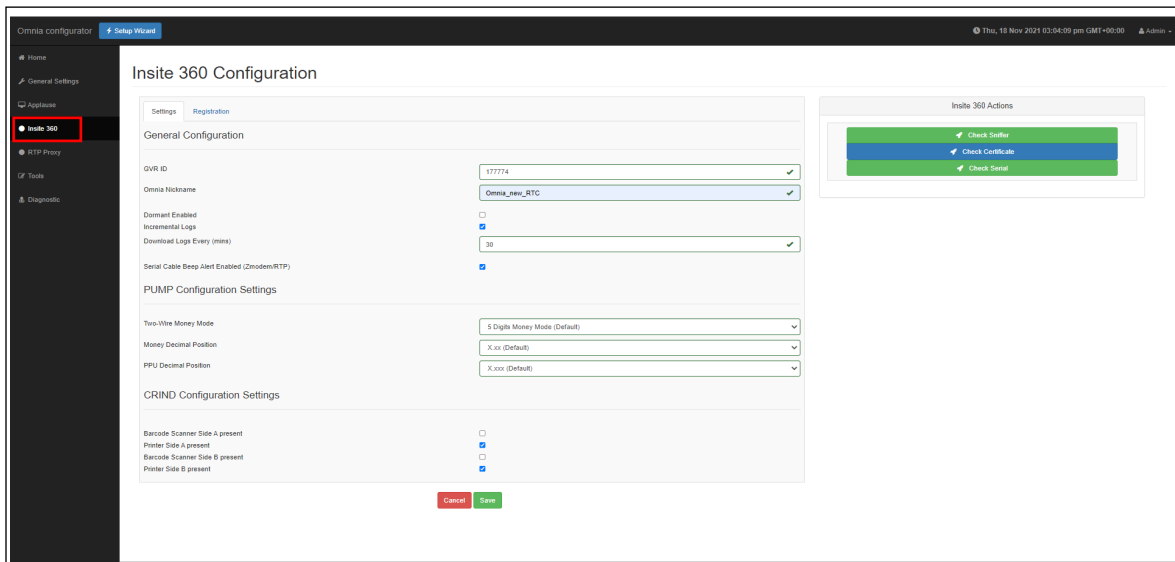 Omnia configurator
Setup Wizard
Thu, 18 Nov 2021 03:04:09 pm GMT+00:00
Admin
Home
General Settings
Applause
Insite 360
RTP Proxy
Tools
Diagnostic
Insite 360 Configuration
Settings
Registration
General Configuration
GVR ID
177774
Omnia Nickname
Omnia_new_RTC
Dormant Enabled
Incremental Logs
Download Logs Every (mins)
30
Serial Cable Beep Alert Enabled (Zmodem/RTP)
PUMP Configuration Settings
Two-Wire Money Mode
5 Digits Money Mode (Default)
Money Decimal Position
X.xx (Default)
PPU Decimal Position
X.xxx (Default)
CRIND Configuration Settings
Barcode Scanner Side A present
Printer Side A present
Barcode Scanner Side B present
Printer Side B present
Cancel
Save
Insite 360 Actions
Check Sniffer
Check Certificate
Check Serial